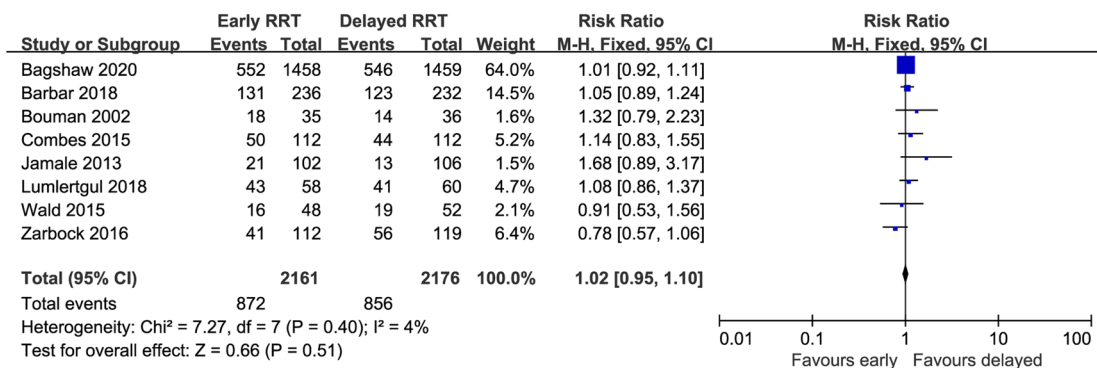 Early RRT Delayed RRT Risk Ratio Risk Ratio
Study or Subgroup Events Total Events Total Weight M-H, Fixed, 95% CI M-H, Fixed, 95% CI
Bagshaw 2020 552 1458 546 1459 64.0% 1.01 [0.92, 1.11]
Barbar 2018 131 236 123 232 14.5% 1.05 [0.89, 1.24]
Bouman 2002 18 35 14 36 1.6% 1.32 [0.79, 2.23]
Combes 2015 50 112 44 112 5.2% 1.14 [0.83, 1.55]
Jamale 2013 21 102 13 106 1.5% 1.68 [0.89, 3.17]
Lumlertgul 2018 43 58 41 60 4.7% 1.08 [0.86, 1.37]
Wald 2015 16 48 19 52 2.1% 0.91 [0.53, 1.56]
Zarbock 2016 41 112 56 119 6.4% 0.78 [0.57, 1.06]
Total (95% CI) 2161 2176 100.0% 1.02 [0.95, 1.10]
Total events 872 856
Heterogeneity: Chi² = 7.27, df = 7 (P = 0.40); I² = 4%
Test for overall effect: Z = 0.66 (P = 0.51)
0.01 0.1 1 10 100
Favours early Favours delayed